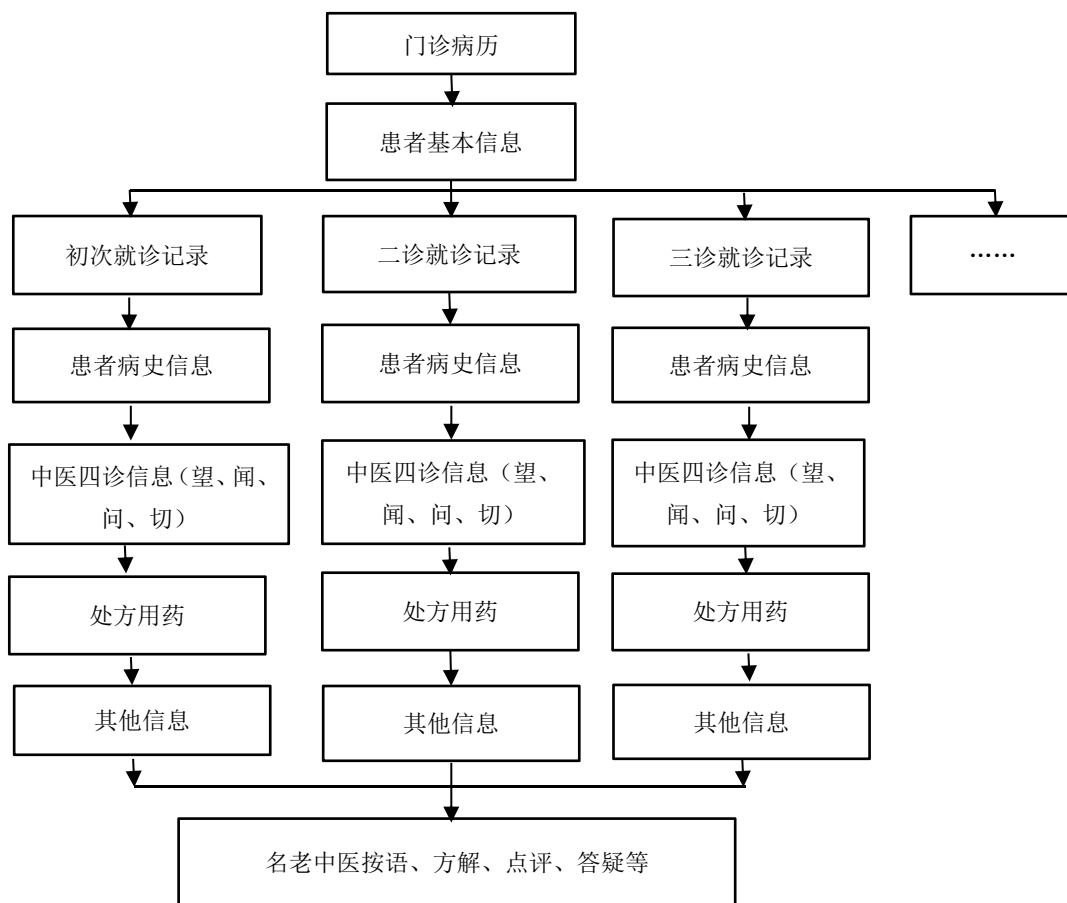 门诊病历
患者基本信息
初次就诊记录
二诊就诊记录
三诊就诊记录
……
患者病史信息
患者病史信息
患者病史信息
中医四诊信息（望、闻、
问、切）
中医四诊信息（望、
闻、问、切）
中医四诊信息（望、
闻、问、切）
处方用药
处方用药
处方用药
其他信息
其他信息
其他信息
名老中医按语、方解、点评、答疑等